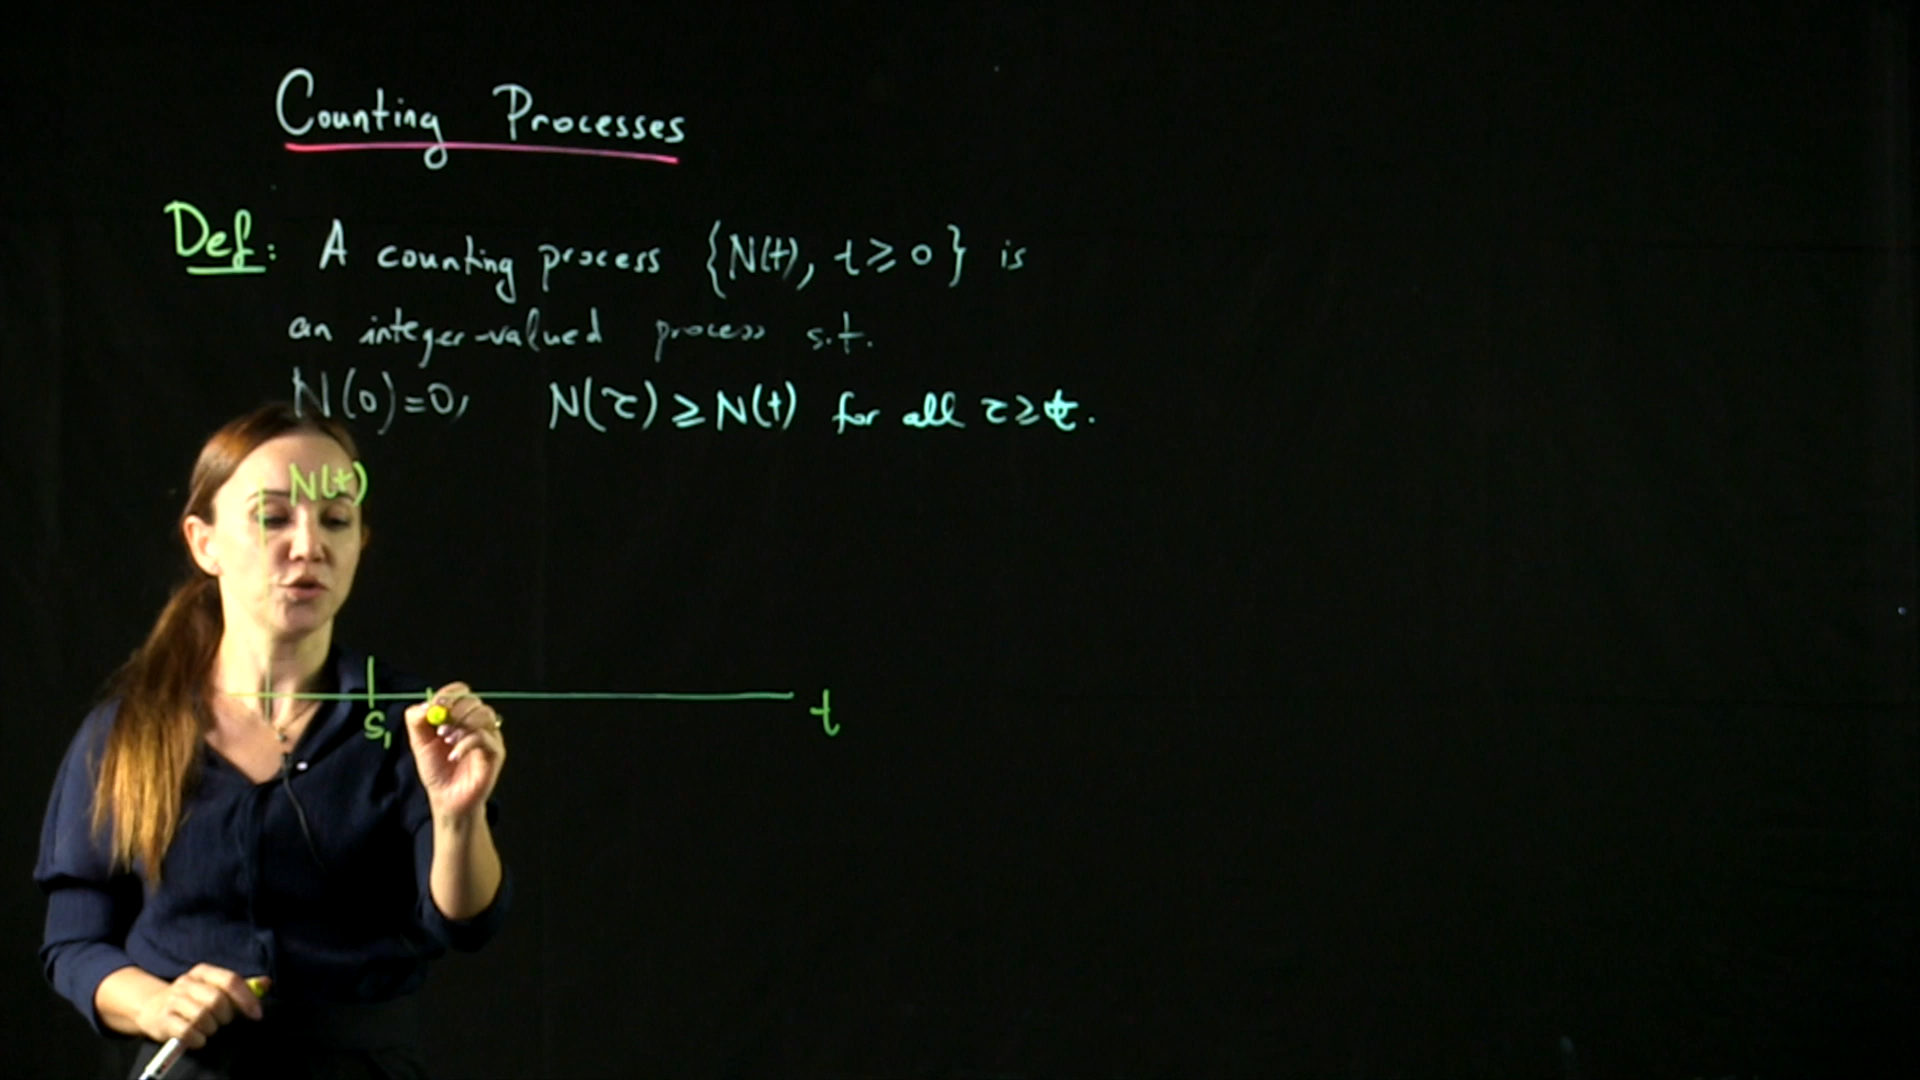 Counting Processes
Def: A counting process {N(t), t ≥ 0} is
an integer-valued process s.t.
N(0)=0, N(τ) ≥ N(t) for all τ ≥ t.
N(t)
S₁
t